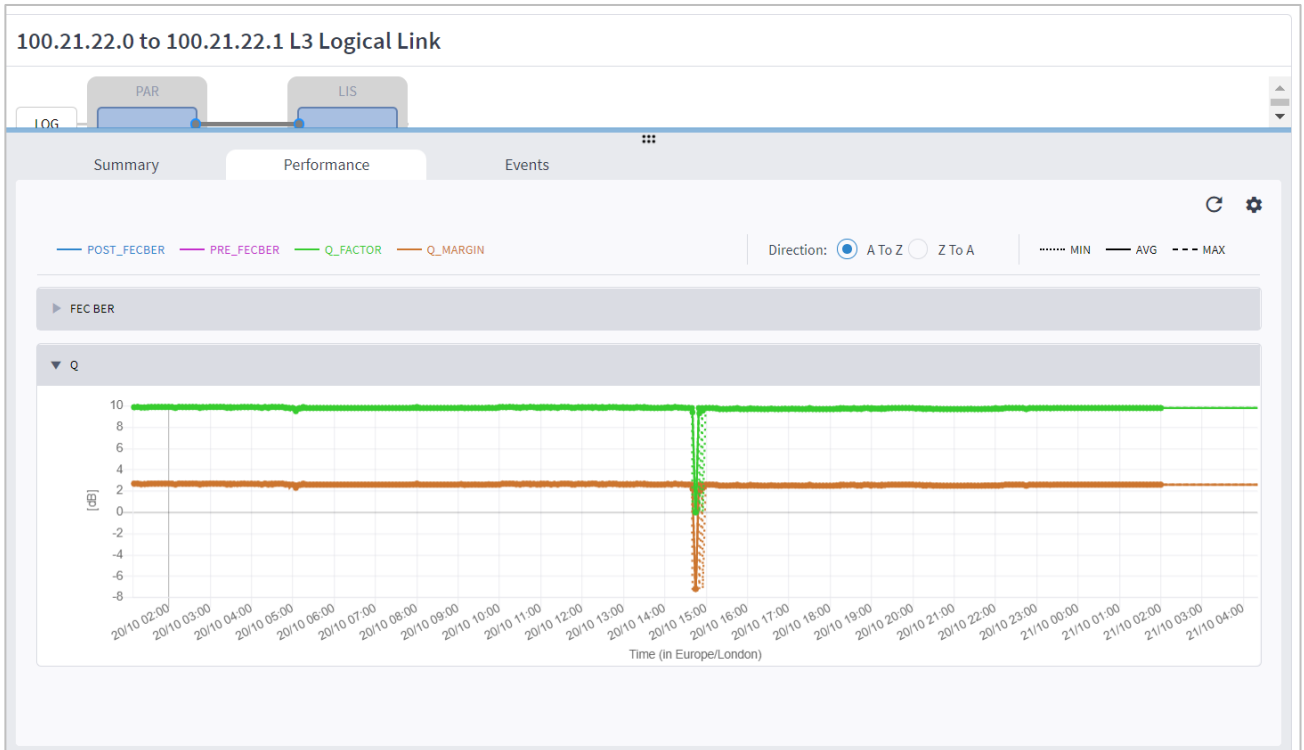 100.21.22.0 to 100.21.22.1 L3 Logical Link
PAR LIS
LOG
Summary Performance Events
POST_FECBER PRE_FECBER Q_FACTOR Q_MARGIN Direction: A To Z Z To A MIN AVG MAX
FEC BER
Q
10
8
6
4
2
0
-2
-4
-6
-8
[dB]
20/10 02:00 20/10 03:00 20/10 04:00 20/10 05:00 20/10 06:00 20/10 07:00 20/10 08:00 20/10 09:00 20/10 10:00 20/10 11:00 20/10 12:00 20/10 13:00 20/10 14:00 20/10 15:00 20/10 16:00 20/10 17:00 20/10 18:00 20/10 19:00 20/10 20:00 20/10 21:00 20/10 22:00 20/10 23:00 21/10 00:00 21/10 01:00 21/10 02:00 21/10 03:00 21/10 04:00
Time (in Europe/London)